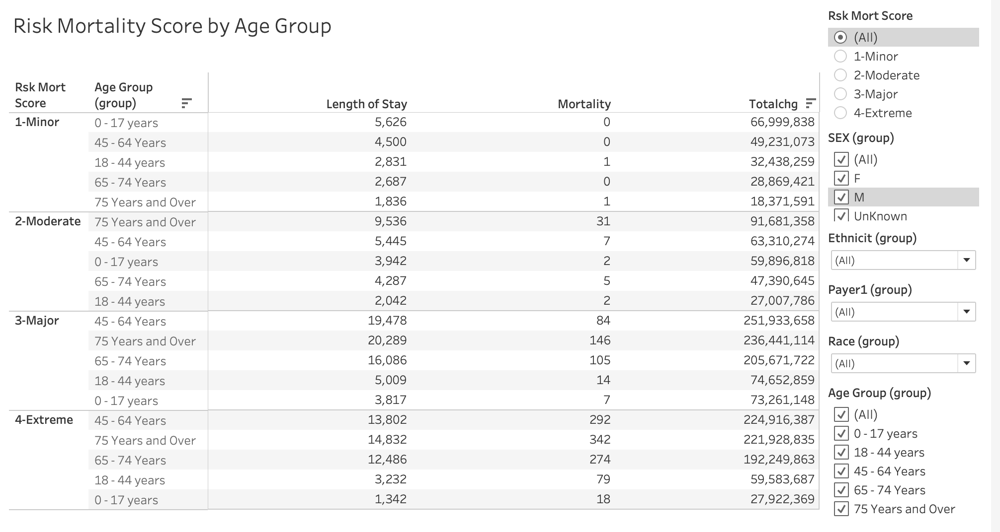 Risk Mortality Score by Age Group
Rsk Mort Score
Age Group (group)
Length of Stay Mortality Totalchg
1-Minor 0 - 17 years 5,626 0 66,999,838
45 - 64 Years 4,500 0 49,231,073
18 - 44 years 2,831 1 32,438,259
65 - 74 Years 2,687 0 28,869,421
75 Years and Over 1,836 1 18,371,591
2-Moderate 75 Years and Over 9,536 31 91,681,358
45 - 64 Years 5,445 7 63,310,274
0 - 17 years 3,942 2 59,896,818
65 - 74 Years 4,287 5 47,390,645
18 - 44 years 2,042 2 27,007,786
3-Major 45 - 64 Years 19,478 84 251,933,658
75 Years and Over 20,289 146 236,441,114
65 - 74 Years 16,086 105 205,671,722
18 - 44 years 5,009 14 74,652,859
0 - 17 years 3,817 7 73,261,148
4-Extreme 45 - 64 Years 13,802 292 224,916,387
75 Years and Over 14,832 342 221,928,835
65 - 74 Years 12,486 274 192,249,863
18 - 44 years 3,232 79 59,583,687
0 - 17 years 1,342 18 27,922,369
Rsk Mort Score
(All)
1-Minor
2-Moderate
3-Major
4-Extreme
SEX (group)
(All)
F
M
UnKnown
Ethnicit (group)
(All)
Payer1 (group)
(All)
Race (group)
(All)
Age Group (group)
(All)
0 - 17 years
18 - 44 years
45 - 64 Years
65 - 74 Years
75 Years and Over